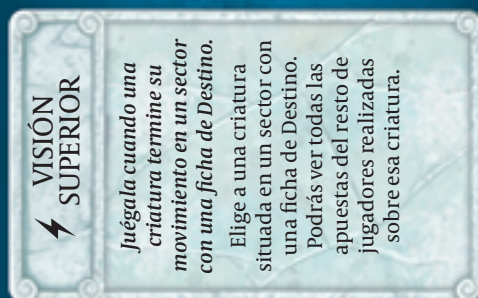 VISIÓN
SUPERIOR
Juégala cuando una
criatura termine su
movimiento en un sector
con una ficha de Destino.
Elige a una criatura
situada en un sector con
una ficha de Destino.
Podrás ver todas las
apuestas del resto de
jugadores realizadas
sobre esa criatura.